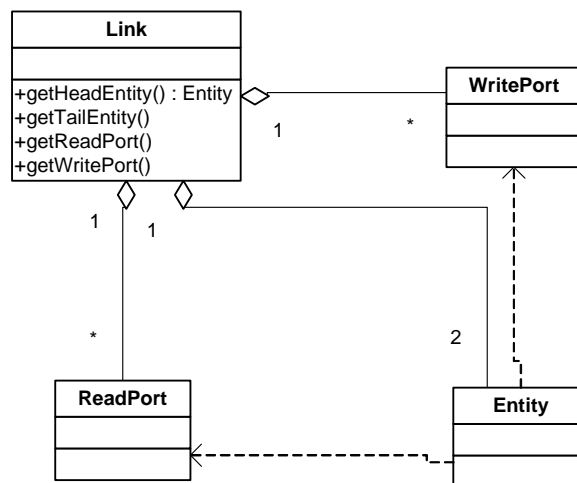 Link
+getHeadEntity() : Entity
+getTailEntity()
+getReadPort()
+getWritePort()
WritePort
1
*
1
1
*
2
ReadPort
Entity